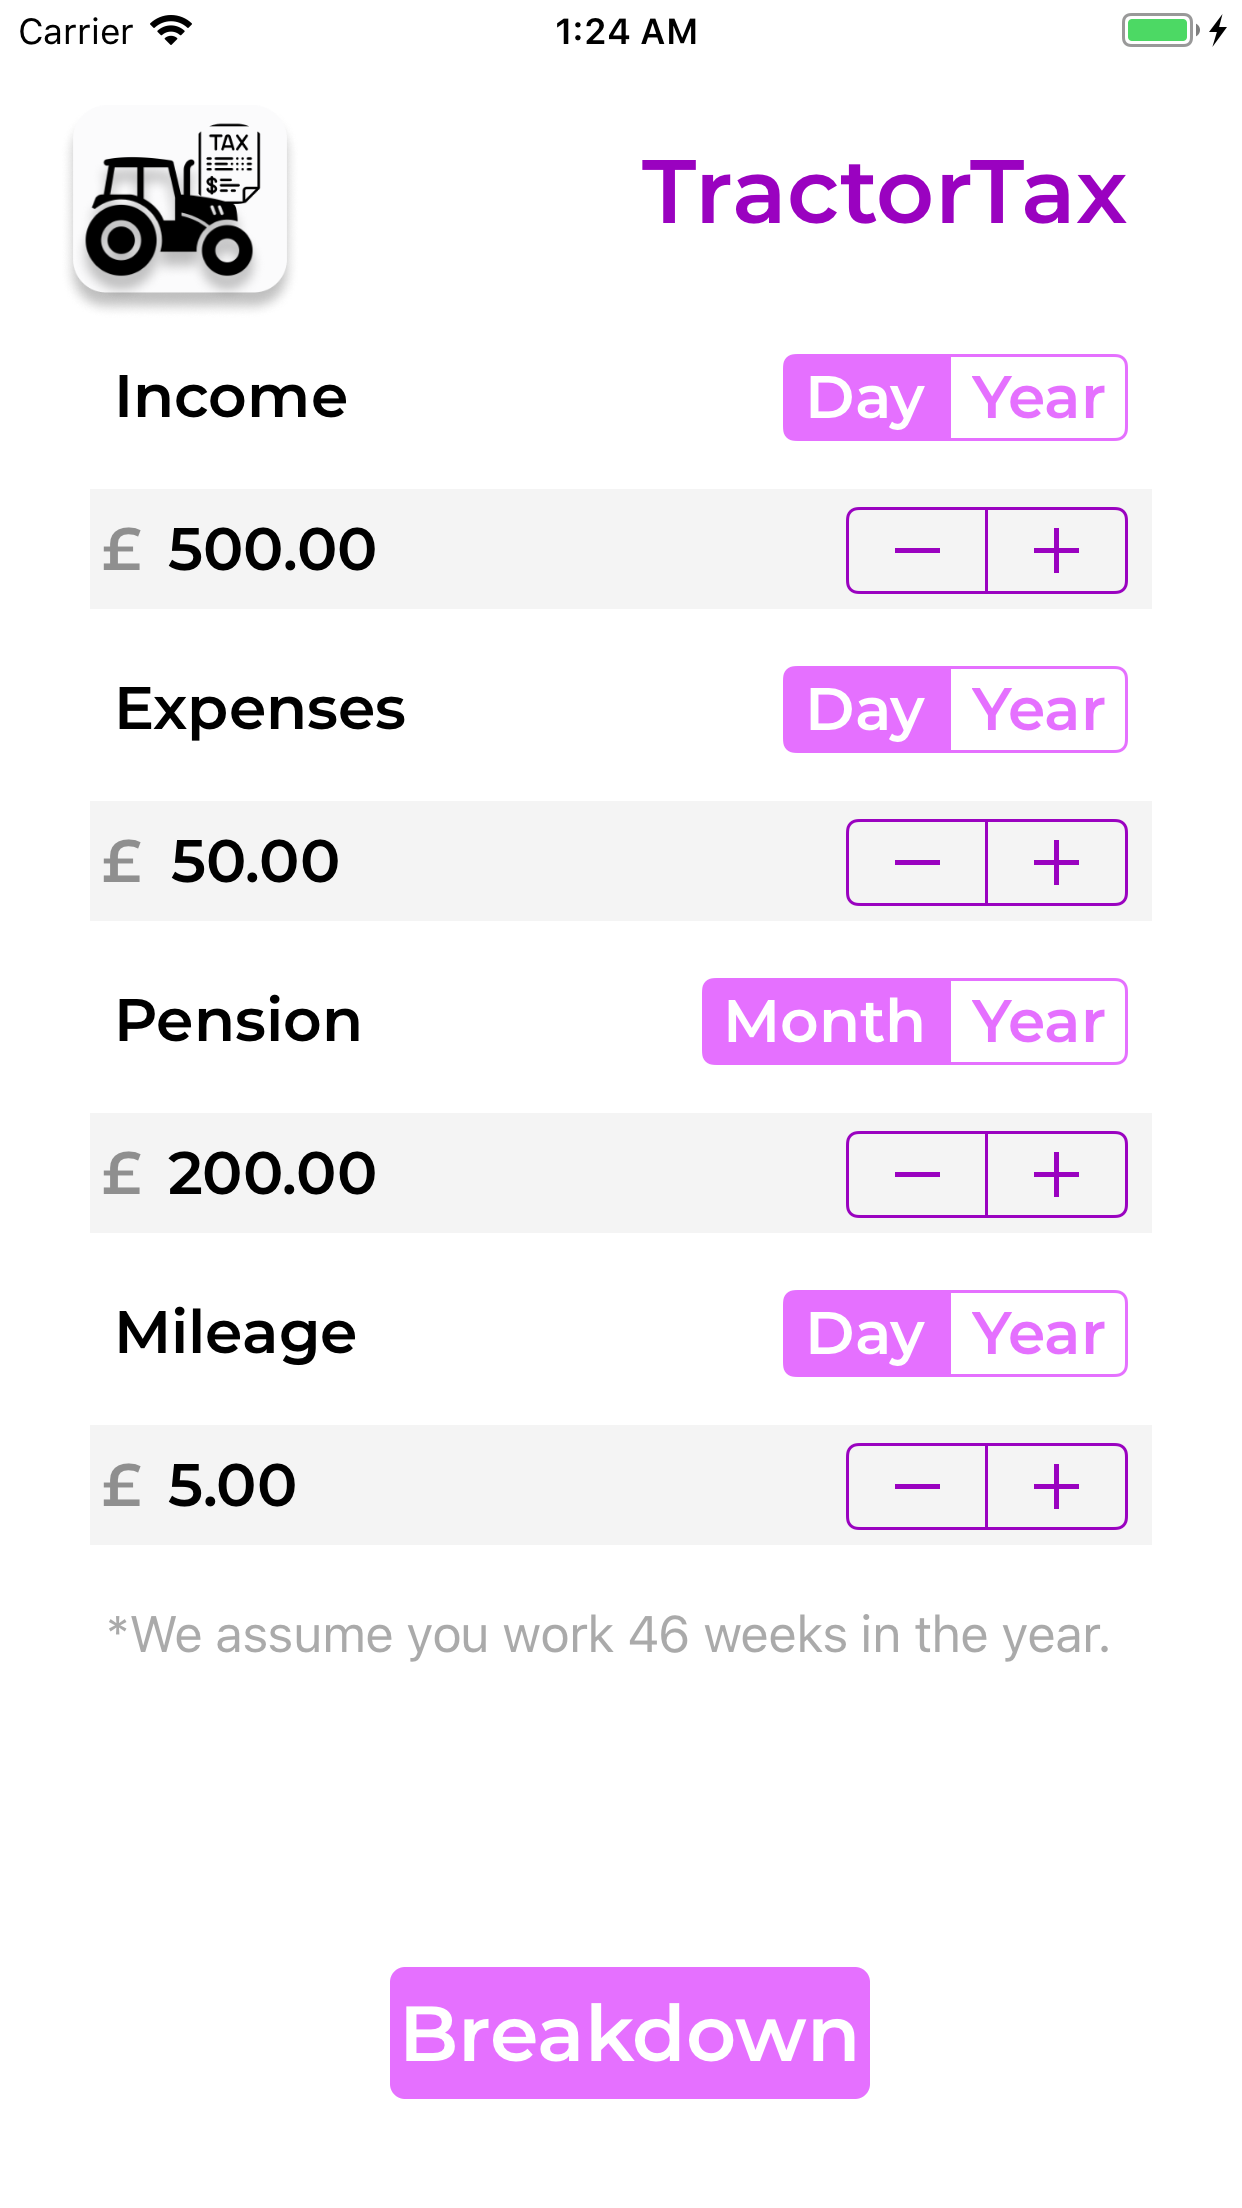 Carrier 1:24 AM
TAX
$
TractorTax
Income Day Year
£ 500.00 − +
Expenses Day Year
£ 50.00 − +
Pension Month Year
£ 200.00 − +
Mileage Day Year
£ 5.00 − +
*We assume you work 46 weeks in the year.
Breakdown